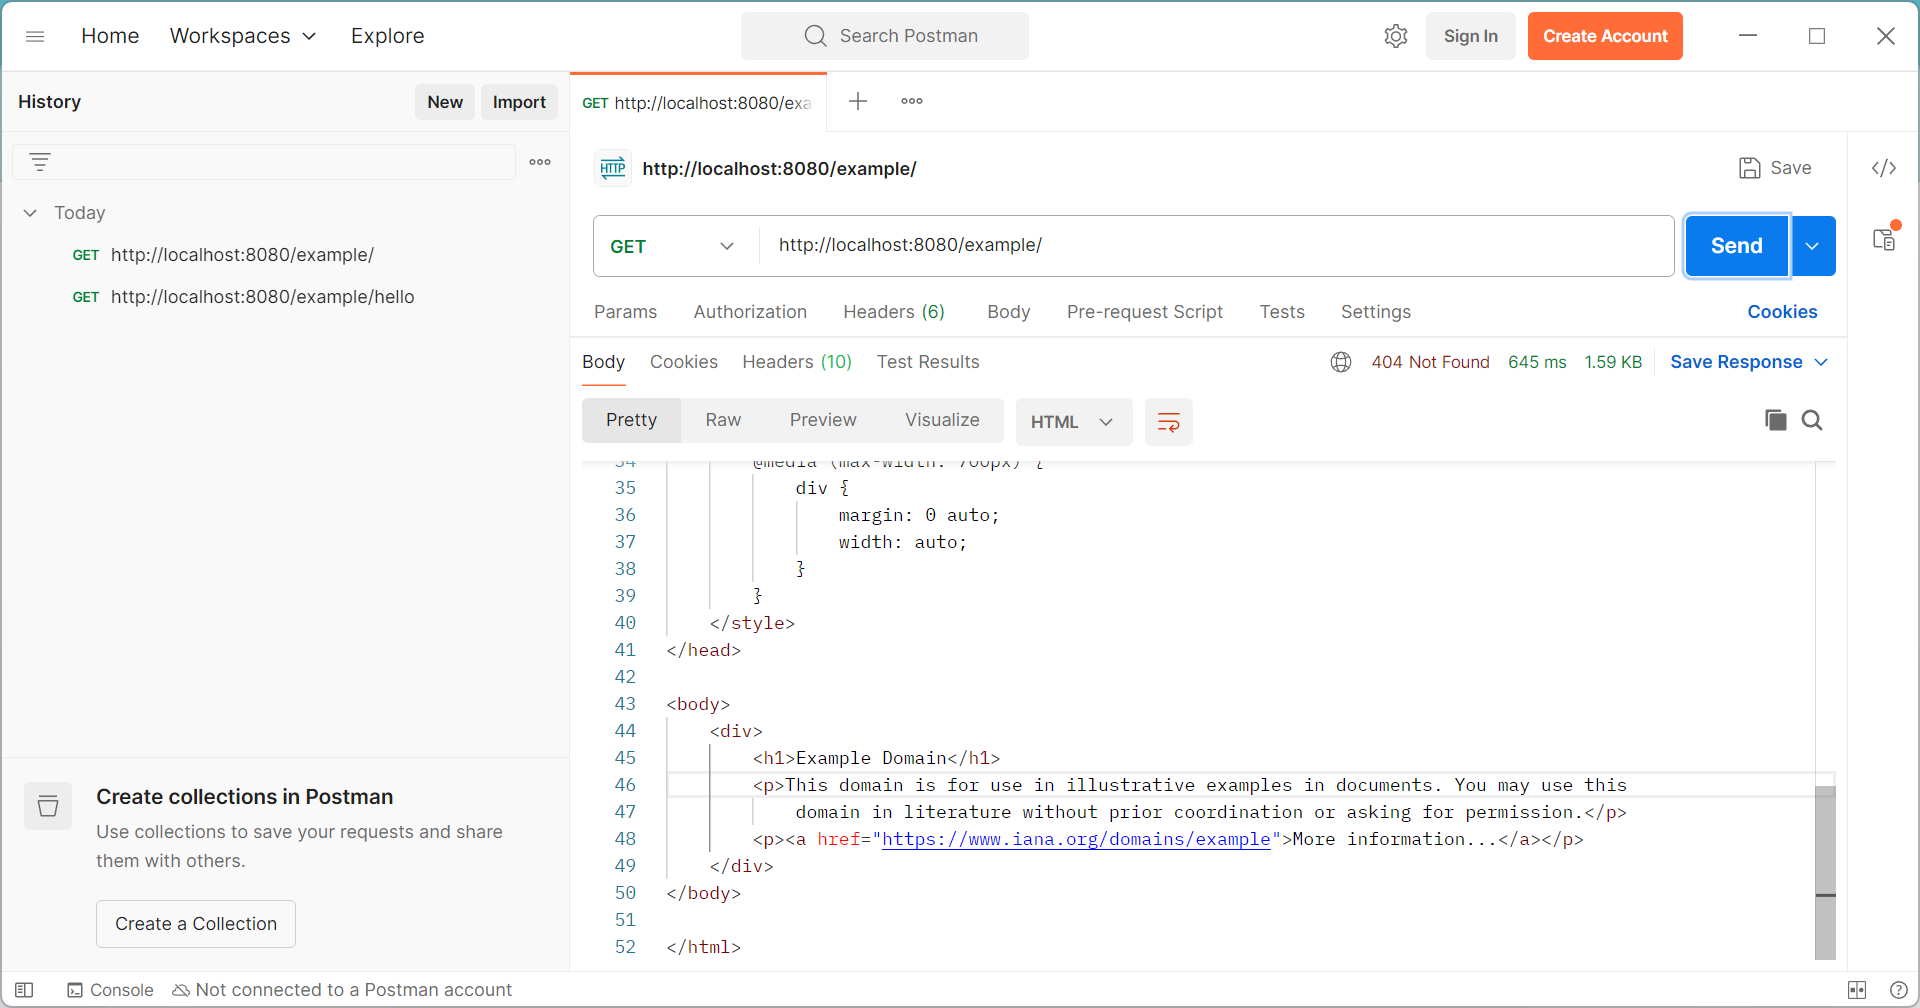 Home Workspaces Explore Search Postman Sign In Create Account
History New Import
GET http://localhost:8080/exa
HTTP http://localhost:8080/example/ Save
Today
GET http://localhost:8080/example/
GET http://localhost:8080/example/hello
GET http://localhost:8080/example/ Send
Params Authorization Headers (6) Body Pre-request Script Tests Settings Cookies
Body Cookies Headers (10) Test Results 404 Not Found 645 ms 1.59 KB Save Response
Pretty Raw Preview Visualize HTML
34 @media (max-width: 700px) {
35 div {
36 margin: 0 auto;
37 width: auto;
38 }
39 }
40 </style>
41 </head>
42
43 <body>
44 <div>
45 <h1>Example Domain</h1>
46 <p>This domain is for use in illustrative examples in documents. You may use this
47 domain in literature without prior coordination or asking for permission.</p>
48 <p><a href="https://www.iana.org/domains/example">More information...</a></p>
49 </div>
50 </body>
51
52 </html>
Create collections in Postman
Use collections to save your requests and share
them with others.
Create a Collection
Console Not connected to a Postman account